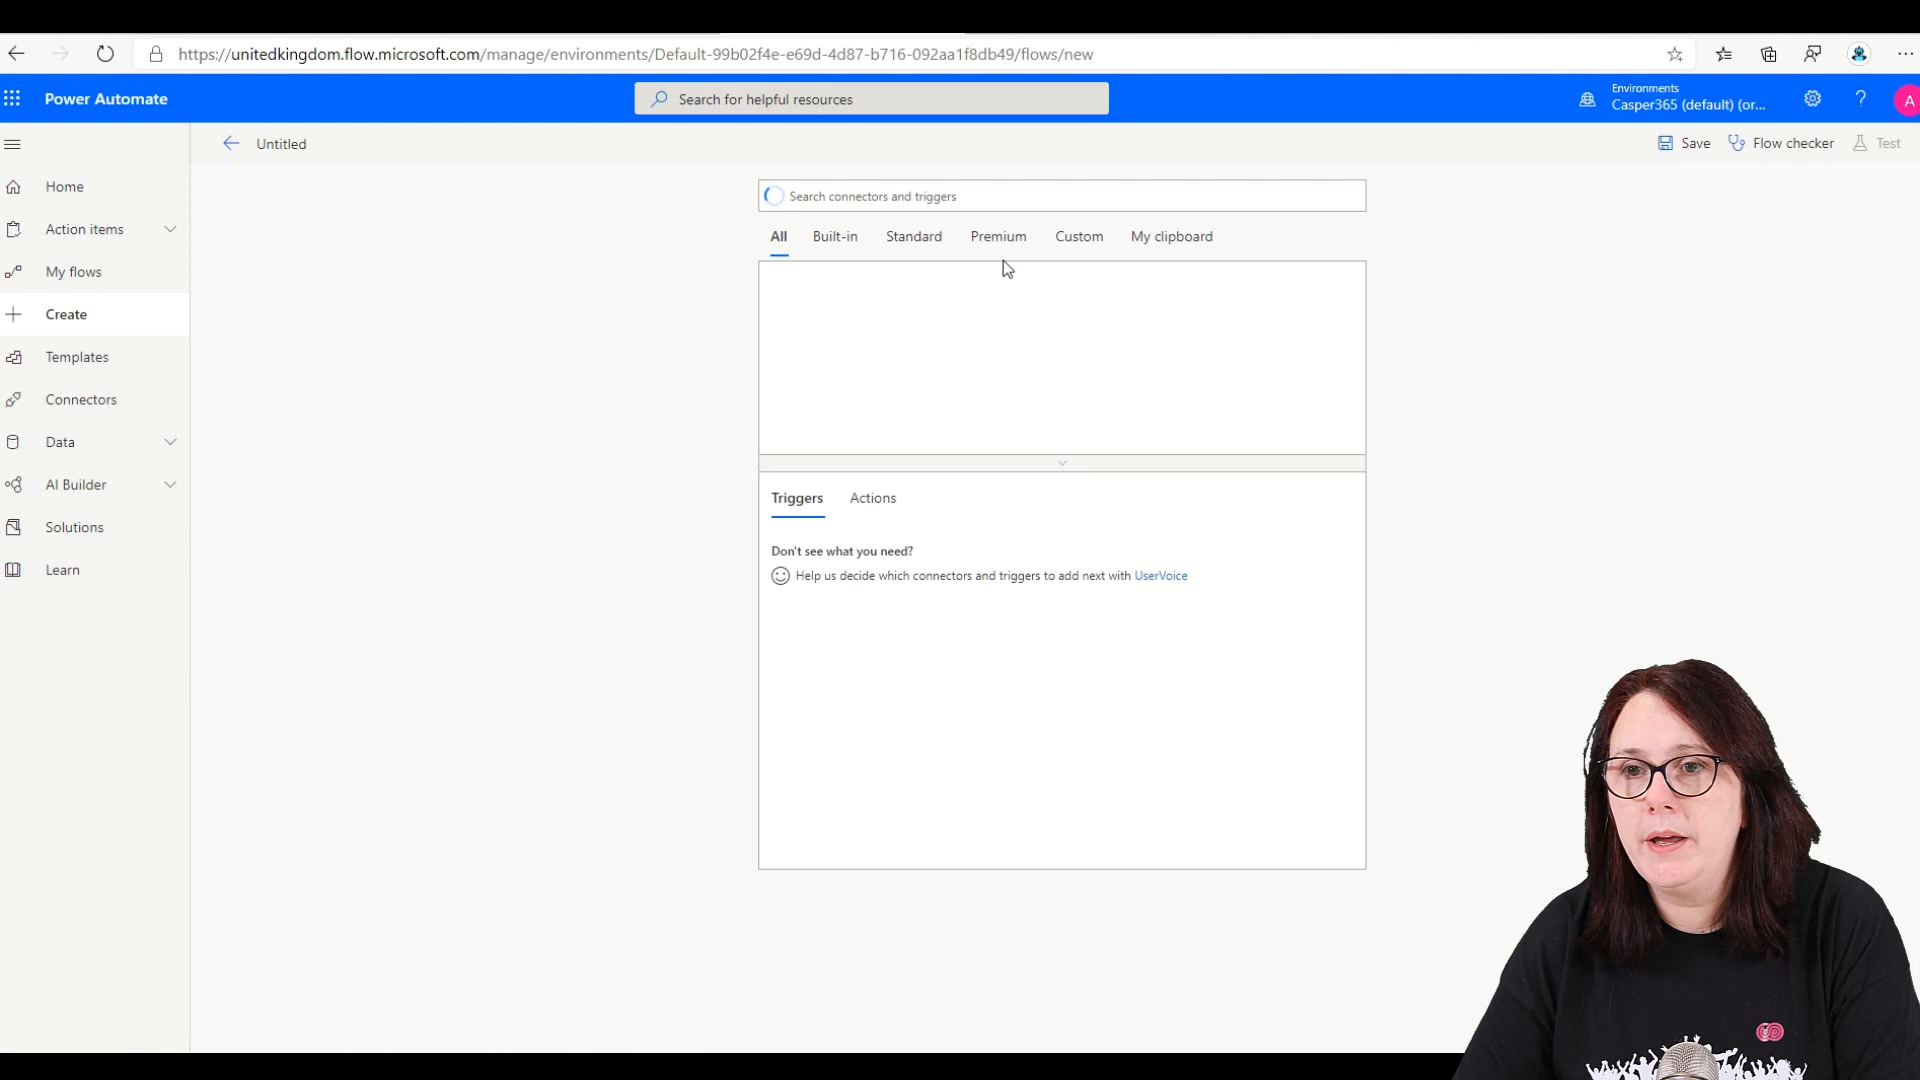 https://unitedkingdom.flow.microsoft.com/manage/environments/Default-99b02f4e-e69d-4d87-b716-092aa1f8db49/flows/new
Power Automate
Search for helpful resources
Environments
Casper365 (default) (or...
?
A
Untitled
Save
Flow checker
Test
Home
Action items
My flows
Create
Templates
Connectors
Data
AI Builder
Solutions
Learn
Search connectors and triggers
All
Built-in
Standard
Premium
Custom
My clipboard
Triggers
Actions
Don't see what you need?
Help us decide which connectors and triggers to add next with UserVoice